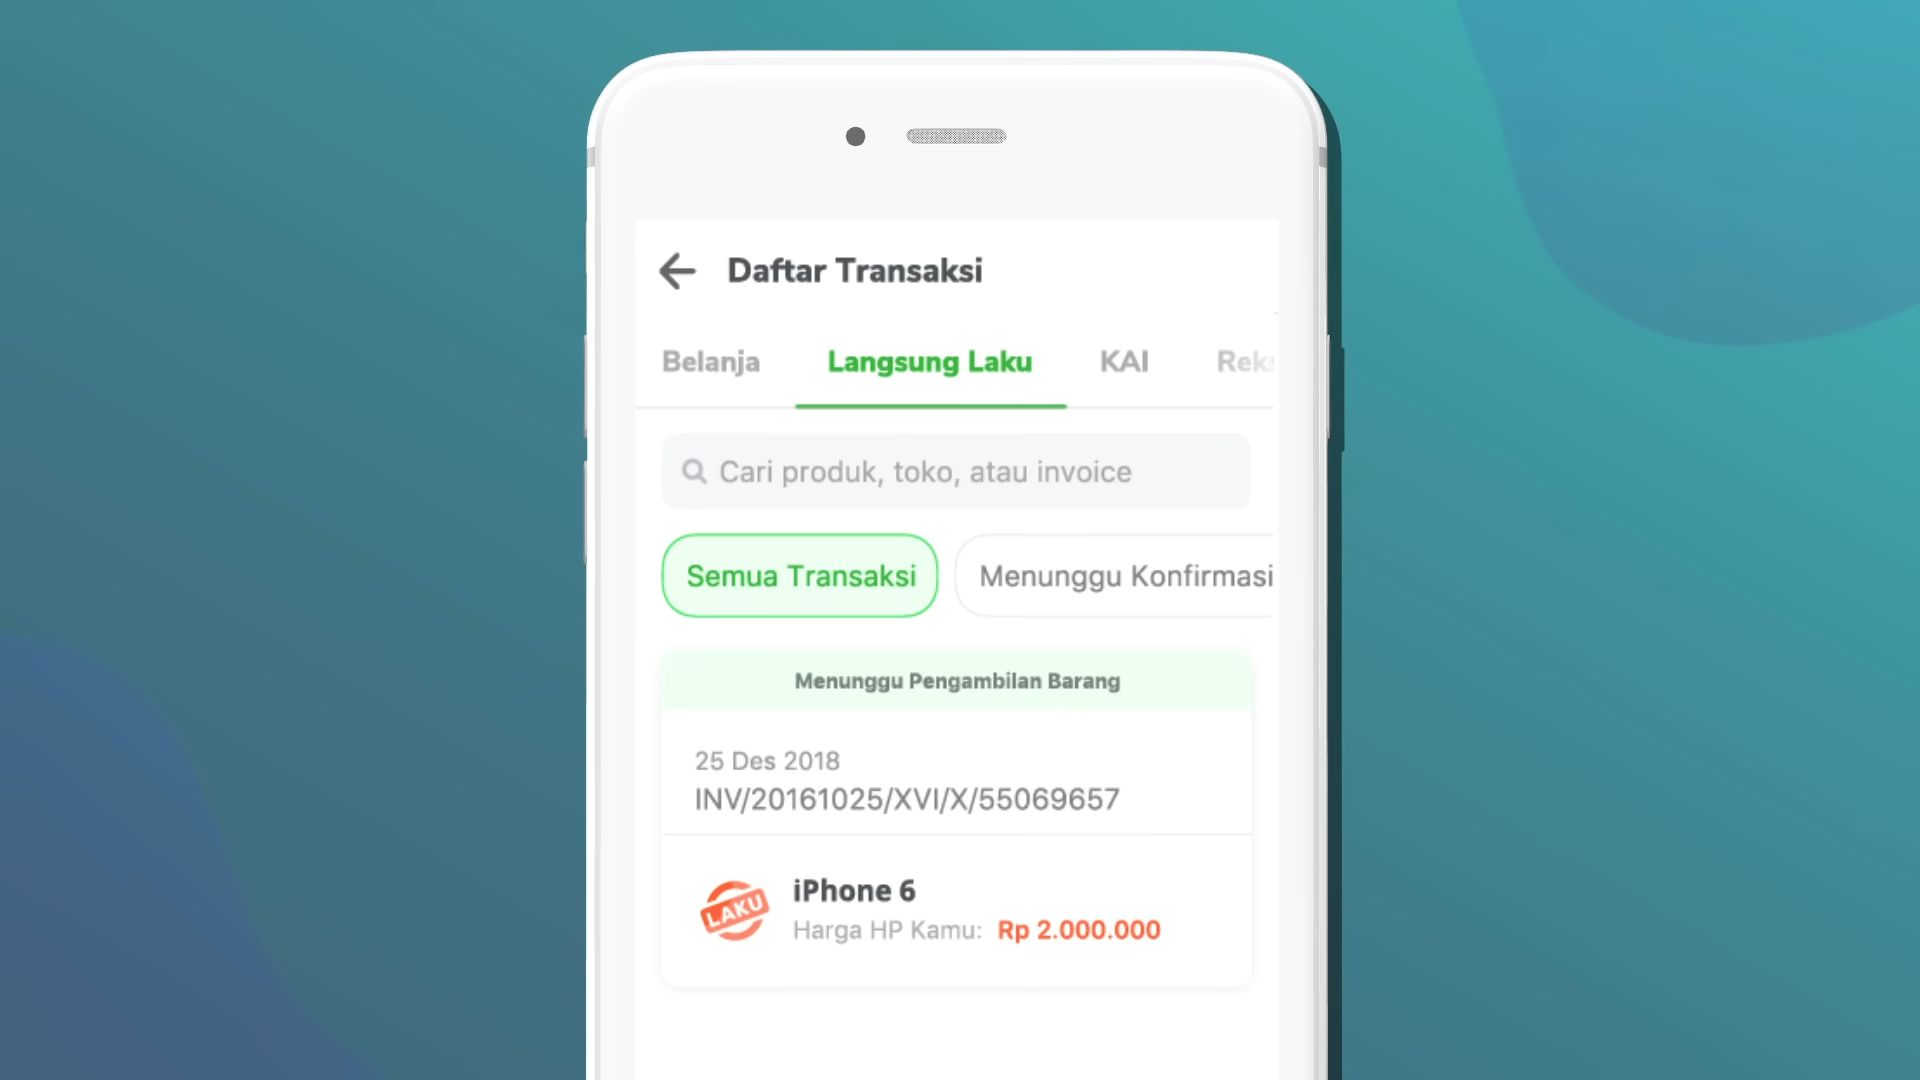 Daftar Transaksi
Belanja Langsung Laku KAI Reks
Cari produk, toko, atau invoice
Semua Transaksi Menunggu Konfirmasi
Menunggu Pengambilan Barang
25 Des 2018
INV/20161025/XVI/X/55069657
LAKU
iPhone 6
Harga HP Kamu: Rp 2.000.000